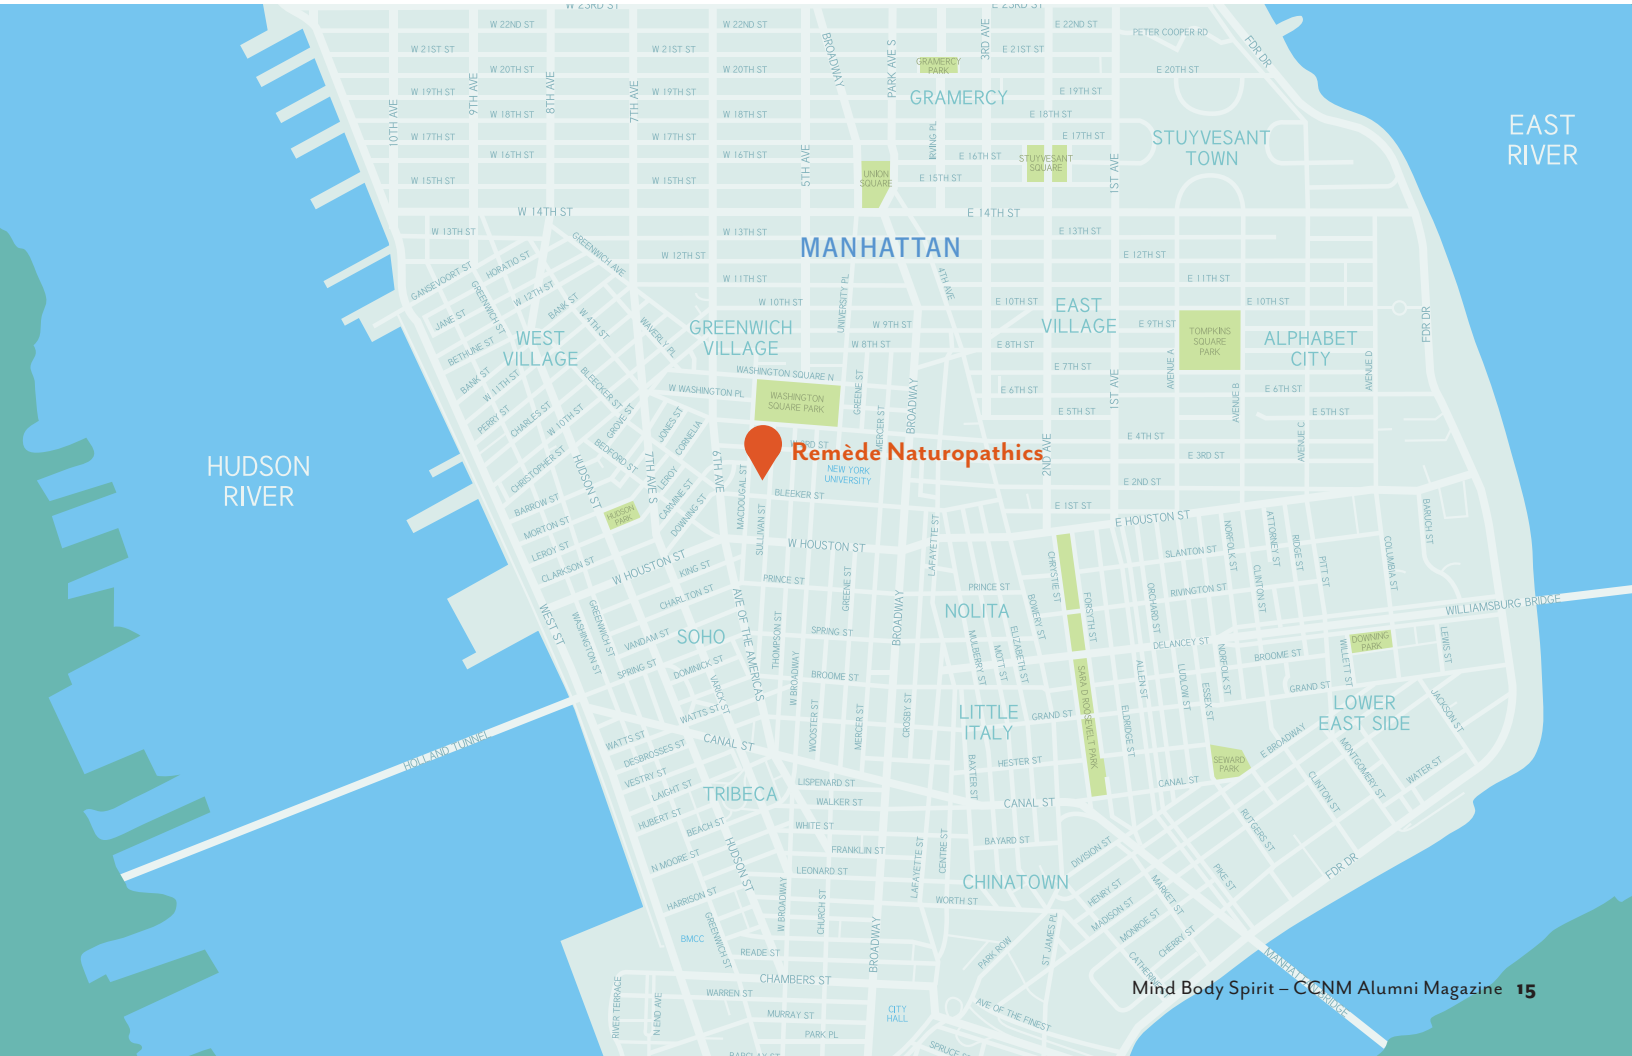 W 23RD ST
E 23RD ST
W 22ND ST
W 22ND ST
E 22ND ST
PETER COOPER RD
FDR DR
W 21ST ST
W 21ST ST
E 21ST ST
BROADWAY
PARK AVE S
3RD AVE
GRAMERCY
PARK
W 20TH ST
W 20TH ST
E 20TH ST
10TH AVE
9TH AVE
8TH AVE
7TH AVE
W 19TH ST
W 19TH ST
GRAMERCY
E 19TH ST
W 18TH ST
W 18TH ST
E 18TH ST
EAST
RIVER
W 17TH ST
W 17TH ST
IRVING PL
E 17TH ST
STUYVESANT
TOWN
W 16TH ST
W 16TH ST
5TH AVE
E 16TH ST
STUYVESANT
SQUARE
1ST AVE
W 15TH ST
W 15TH ST
UNION
SQUARE
E 15TH ST
W 14TH ST
E 14TH ST
W 13TH ST
W 13TH ST
E 13TH ST
MANHATTAN
GREENWICH AVE
W 12TH ST
E 12TH ST
GANSEVOORT ST
HORATIO ST
W 11TH ST
E 11TH ST
4TH AVE
GREENWICH ST
W 12TH ST
BANK ST
W 4TH ST
W 10TH ST
UNIVERSITY PL
E 10TH ST
E 10TH ST
EAST
VILLAGE
JANE ST
WAVERLY PL
GREENWICH
VILLAGE
W 9TH ST
E 9TH ST
TOMPKINS
SQUARE
PARK
ALPHABET
CITY
FDR DR
WEST
VILLAGE
BETHUNE ST
W 8TH ST
E 8TH ST
BANK ST
W 11TH ST
BLEECKER ST
WASHINGTON SQUARE N
E 7TH ST
AVENUE A
AVENUE B
AVENUE D
W WASHINGTON PL
WASHINGTON
SQUARE PARK
GREENE ST
BROADWAY
E 6TH ST
1ST AVE
E 6TH ST
PERRY ST
CHARLES ST
W 10TH ST
GROVE ST
JONES ST
CORNELIA
MERCER ST
E 5TH ST
E 5TH ST
BEDFORD ST
W 3RD ST
E 4TH ST
AVENUE C
HUDSON
RIVER
CHRISTOPHER ST
HUDSON ST
7TH AVE S
LEROY
6TH AVE
Remède Naturopathics
2ND AVE
E 3RD ST
NEW YORK
UNIVERSITY
E 2ND ST
BARROW ST
CARMINE ST
DOWNING ST
MACDOUGAL ST
BLEEKER ST
E 1ST ST
HUDSON
PARK
MORTON ST
SULLIVAN ST
E HOUSTON ST
BARUCH ST
LEROY ST
CLARKSON ST
W HOUSTON ST
W HOUSTON ST
LAFAYETTE ST
NORFOLK ST
ATTORNEY ST
RIDGE ST
PITT ST
COLUMBIA ST
SLANTON ST
KING ST
PRINCE ST
GREENE ST
PRINCE ST
CHRYSTIE ST
RIVINGTON ST
CLINTON ST
WEST ST
WASHINGTON ST
GREENWICH ST
CHARLTON ST
AVE OF THE AMERICAS
NOLITA
BOWERY ST
FORSYTH ST
ORCHARD ST
WILLIAMSBURG BRIDGE
VANDAM ST
SOHO
THOMPSON ST
SPRING ST
BROADWAY
MULBERRY ST
MOTT ST
ELIZABETH ST
DELANCEY ST
DOWNING
PARK
LEWIS ST
SPRING ST
DOMINICK ST
W BROADWAY
BROOME ST
SARA D ROOSEVELT PARK
ALLEN ST
LUDLOW ST
NORFOLK ST
BROOME ST
WILLETT ST
VARICK ST
ESSEX ST
GRAND ST
WATTS ST
WOOSTER ST
MERCER ST
CROSBY ST
LITTLE
ITALY
GRAND ST
ELDRIDGE ST
LOWER
EAST SIDE
JACKSON ST
HOLLAND TUNNEL
WATTS ST
CANAL ST
DESBROSSES ST
BAXTER ST
HESTER ST
SEWARD
PARK
E BROADWAY
MONTGOMERY ST
WATER ST
VESTRY ST
LISPENARD ST
CANAL ST
CLINTON ST
LAIGHT ST
TRIBECA
WALKER ST
CANAL ST
HUBERT ST
BEACH ST
WHITE ST
RUTGERS ST
HUDSON ST
FRANKLIN ST
LAFAYETTE ST
CENTRE ST
BAYARD ST
DIVISION ST
N MOORE ST
LEONARD ST
CHINATOWN
PIKE ST
FDR DR
HARRISON ST
W BROADWAY
CHURCH ST
WORTH ST
HENRY ST
MARKET ST
MADISON ST
MONROE ST
CHERRY ST
BMCC
GREENWICH ST
BROADWAY
ST JAMES PL
READE ST
PARK ROW
CATHERINE
MANHATTAN BRIDGE
CHAMBERS ST
Mind Body Spirit – CCNM Alumni Magazine 15
RIVER TERRACE
N END AVE
WARREN ST
MURRAY ST
CITY
HALL
AVE OF THE FINEST
PARK PL
BARCLAY ST
SPRUCE ST